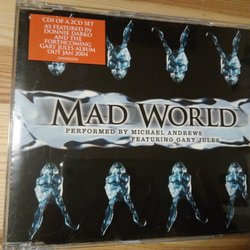 CD1 OF A 2CD SET
AS FEATURED IN
DONNIE DARKO
AND THE
FORTHCOMING
GARY JULES ALBUM
OUT JAN 2004
MAD WORLD
PERFORMED BY MICHAEL ANDREWS
FEATURING GARY JULES